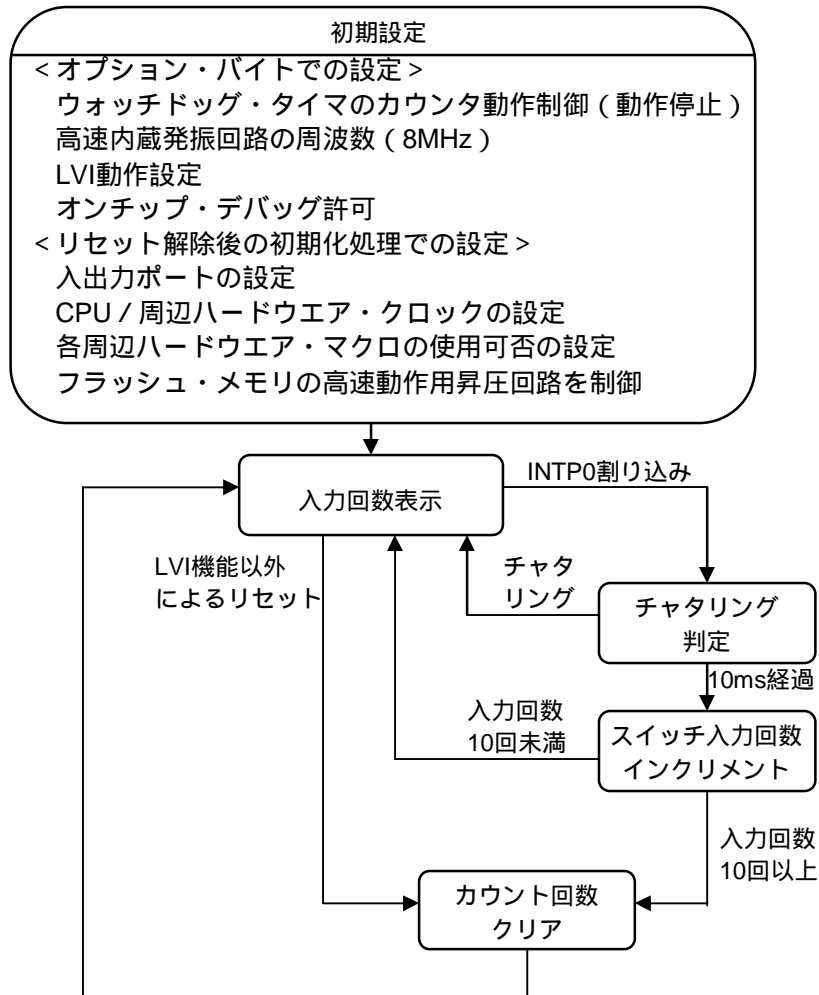 初期設定
<オプション・バイトでの設定>
ウォッチドッグ・タイマのカウンタ動作制御(動作停止)
高速内蔵発振回路の周波数(8MHz)
LVI動作設定
オンチップ・デバッグ許可
<リセット解除後の初期化処理での設定>
入出力ポートの設定
CPU/周辺ハードウエア・クロックの設定
各周辺ハードウエア・マクロの使用可否の設定
フラッシュ・メモリの高速動作用昇圧回路を制御
入力回数表示
INTP0割り込み
LVI機能以外
によるリセット
チャタ
リング
チャタリング
判定
10ms経過
入力回数
10回未満
スイッチ入力回数
インクリメント
入力回数
10回以上
カウント回数
クリア